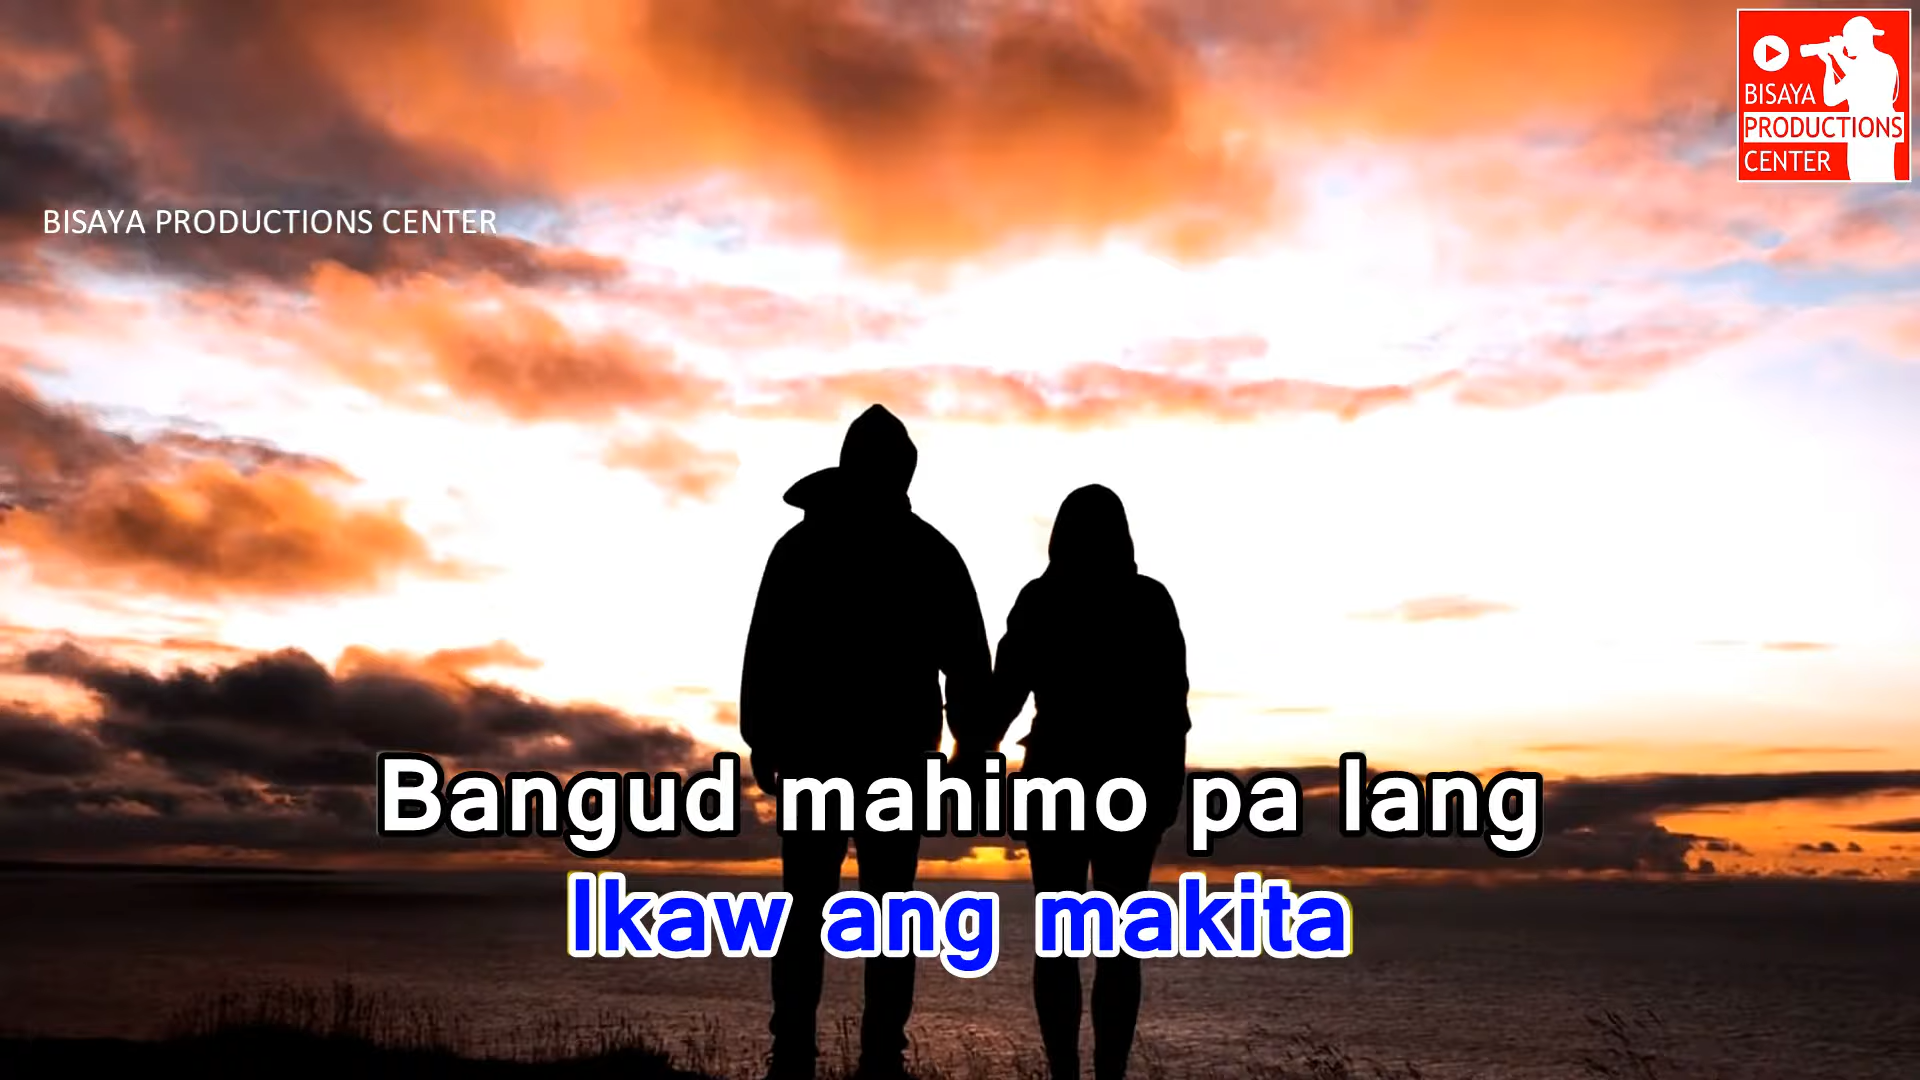 BISAYA
PRODUCTIONS
CENTER
BISAYA PRODUCTIONS CENTER
Bangud mahimo pa lang
Ikaw ang makita